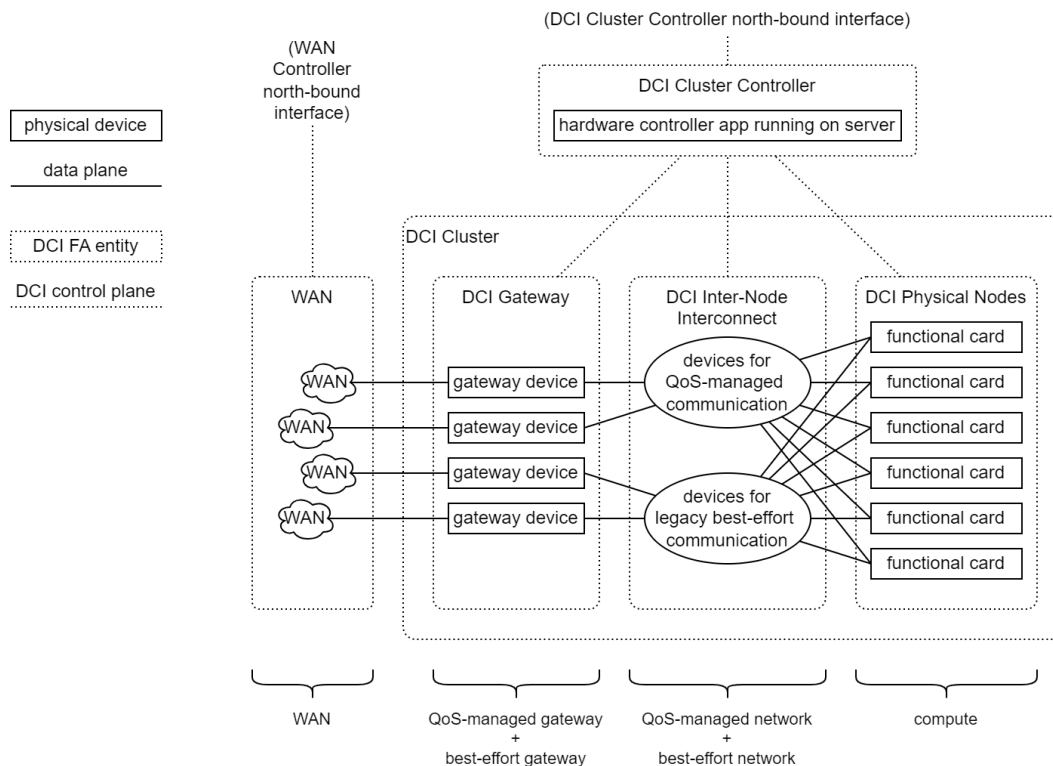 (DCI Cluster Controller north-bound interface)
(WAN
Controller
north-bound
interface)
DCI Cluster Controller
hardware controller app running on server
physical device
data plane
DCI FA entity
DCI control plane
DCI Cluster
WAN
DCI Gateway
DCI Inter-Node
Interconnect
DCI Physical Nodes
WAN
WAN
WAN
WAN
gateway device
gateway device
gateway device
gateway device
devices for
QoS-managed
communication
devices for
legacy best-effort
communication
functional card
functional card
functional card
functional card
functional card
functional card
WAN
QoS-managed gateway
+
best-effort gateway
QoS-managed network
+
best-effort network
compute